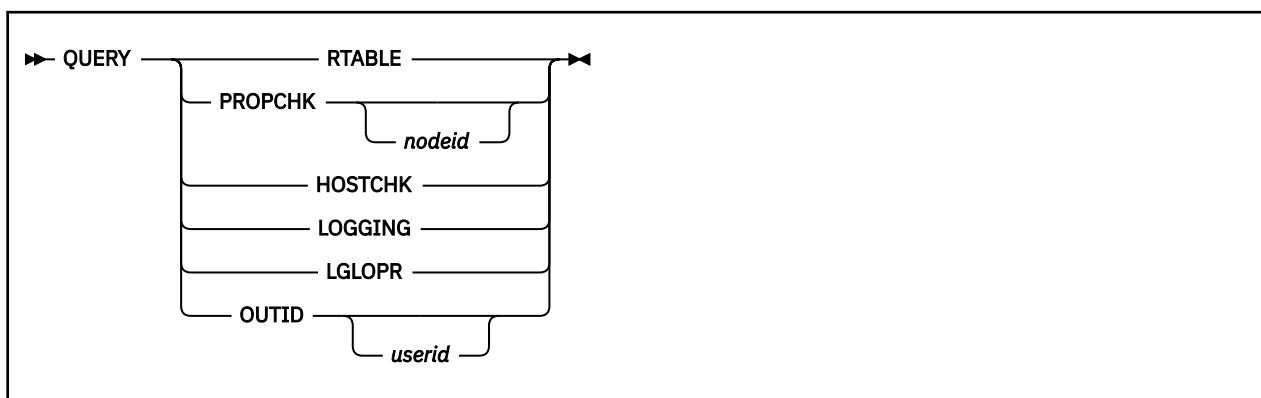 QUERY RTABLE
PROPCHK
nodeid
HOSTCHK
LOGGING
LGLOPR
OUTID
userid